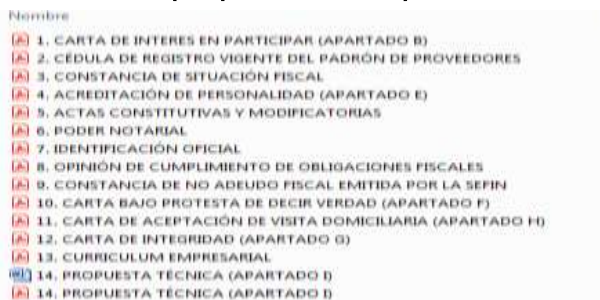 Nombre
1. CARTA DE INTERES EN PARTICIPAR (APARTADO B)
2. CÉDULA DE REGISTRO VIGENTE DEL PADRÓN DE PROVEEDORES
3. CONSTANCIA DE SITUACIÓN FISCAL
4. ACREDITACIÓN DE PERSONALIDAD (APARTADO E)
5. ACTAS CONSTITUTIVAS Y MODIFICATORIAS
6. PODER NOTARIAL
7. IDENTIFICACIÓN OFICIAL
8. OPINIÓN DE CUMPLIMIENTO DE OBLIGACIONES FISCALES
9. CONSTANCIA DE NO ADEUDO FISCAL EMITIDA POR LA SEFIN
10. CARTA BAJO PROTESTA DE DECIR VERDAD (APARTADO F)
11. CARTA DE ACEPTACIÓN DE VISITA DOMICILIARIA (APARTADO H)
12. CARTA DE INTEGRIDAD (APARTADO G)
13. CURRICULUM EMPRESARIAL
14. PROPUESTA TÉCNICA (APARTADO I)
14. PROPUESTA TÉCNICA (APARTADO I)